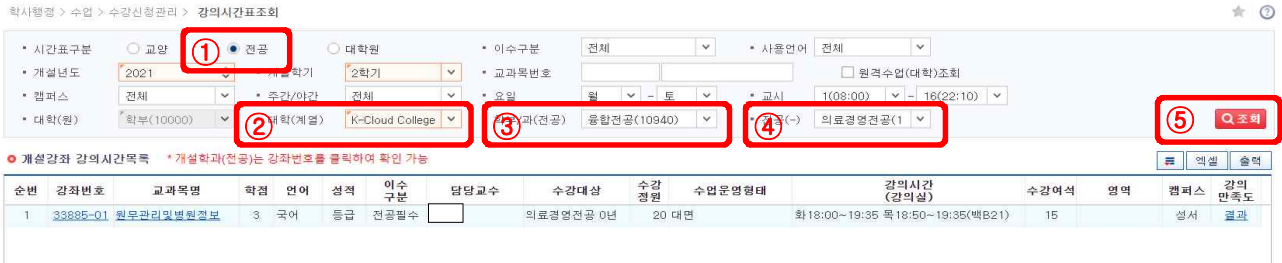 학사행정 > 수업 > 수강신청관리 > 강의시간표조회
• 시간표구분 교양 ① 전공 대학원 • 이수구분 전체 • 사용언어 전체
• 개설년도 2021 개설학기 2학기 • 교과목번호 원격수업(대학)조회
• 캠퍼스 전체 • 주간/야간 전체 • 요일 월 - 토 • 교시 1(08:00) - 16(22:10)
• 대학(원) 학부(10000) ② 대학(계열) K-Cloud College ③ 과(전공) 융합전공(10940) ④ 전공(-) 의료경영전공(1 ⑤ 조회
개설강좌 강의시간목록 *개설학과(전공)는 강좌번호를 클릭하여 확인 가능 엑셀 출력
순번 강좌번호 교과목명 학점 언어 성적 이수구분 담당교수 수강대상 수강정원 수업운영형태 강의시간(강의실) 수강여석 영역 캠퍼스 강의만족도
1 33885-01 원무관리및병원정보 3 국어 등급 전공필수 의료경영전공 0년 20 대면 화18:00~19:35 목18:50~19:35(백B21) 15 성서 결과